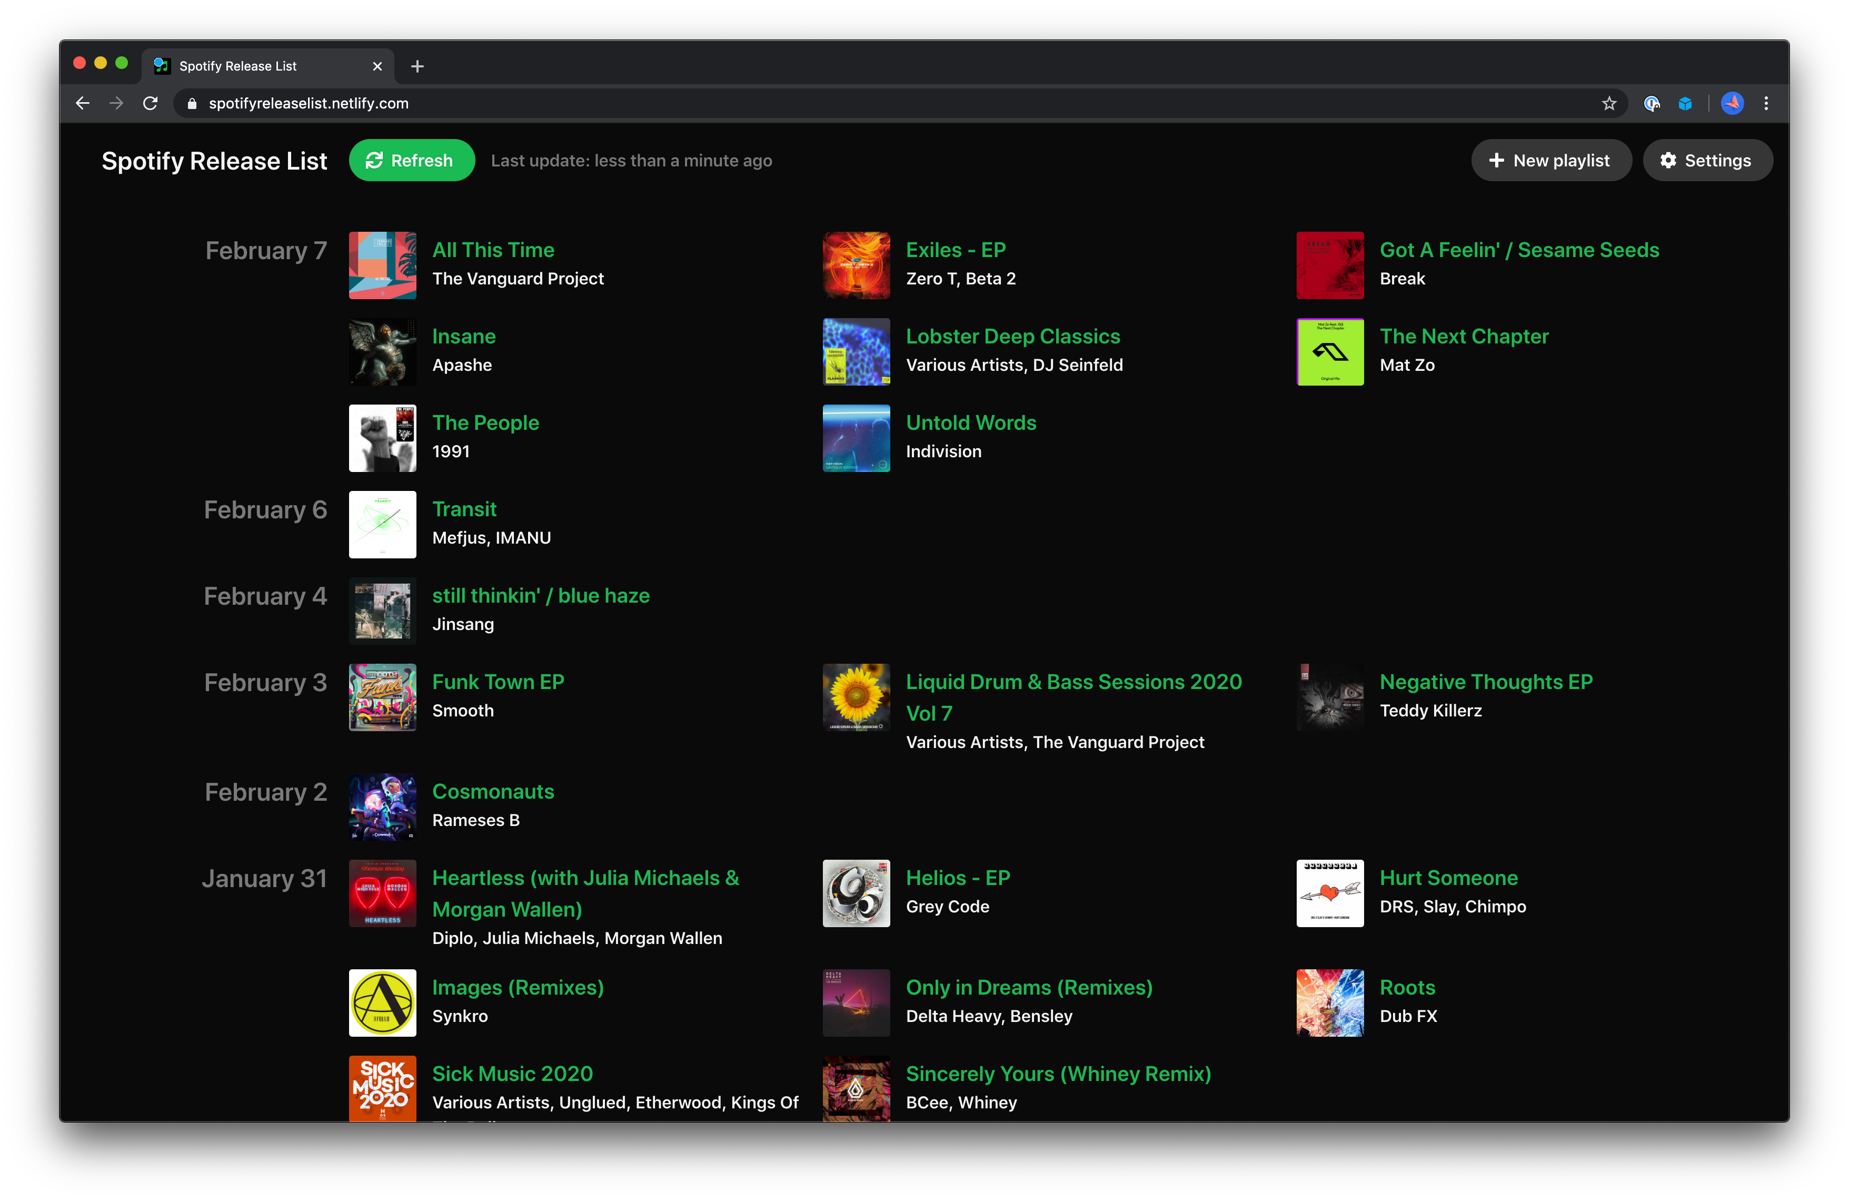 Spotify Release List
spotifyreleaselist.netlify.com
Spotify Release List
Refresh
Last update: less than a minute ago
New playlist
Settings
February 7
All This Time
The Vanguard Project
Exiles - EP
Zero T, Beta 2
Got A Feelin' / Sesame Seeds
Break
Insane
Apashe
Lobster Deep Classics
Various Artists, DJ Seinfeld
The Next Chapter
Mat Zo
The People
1991
Untold Words
Indivision
February 6
Transit
Mefjus, IMANU
February 4
still thinkin' / blue haze
Jinsang
February 3
Funk Town EP
Smooth
Liquid Drum & Bass Sessions 2020
Vol 7
Various Artists, The Vanguard Project
Negative Thoughts EP
Teddy Killerz
February 2
Cosmonauts
Rameses B
January 31
HEARTLESS
Heartless (with Julia Michaels &
Morgan Wallen)
Diplo, Julia Michaels, Morgan Wallen
Helios - EP
Grey Code
Hurt Someone
DRS, Slay, Chimpo
Images (Remixes)
Synkro
Only in Dreams (Remixes)
Delta Heavy, Bensley
Roots
Dub FX
SICK
MUSIC
2020
Sick Music 2020
Various Artists, Unglued, Etherwood, Kings Of
Sincerely Yours (Whiney Remix)
BCee, Whiney